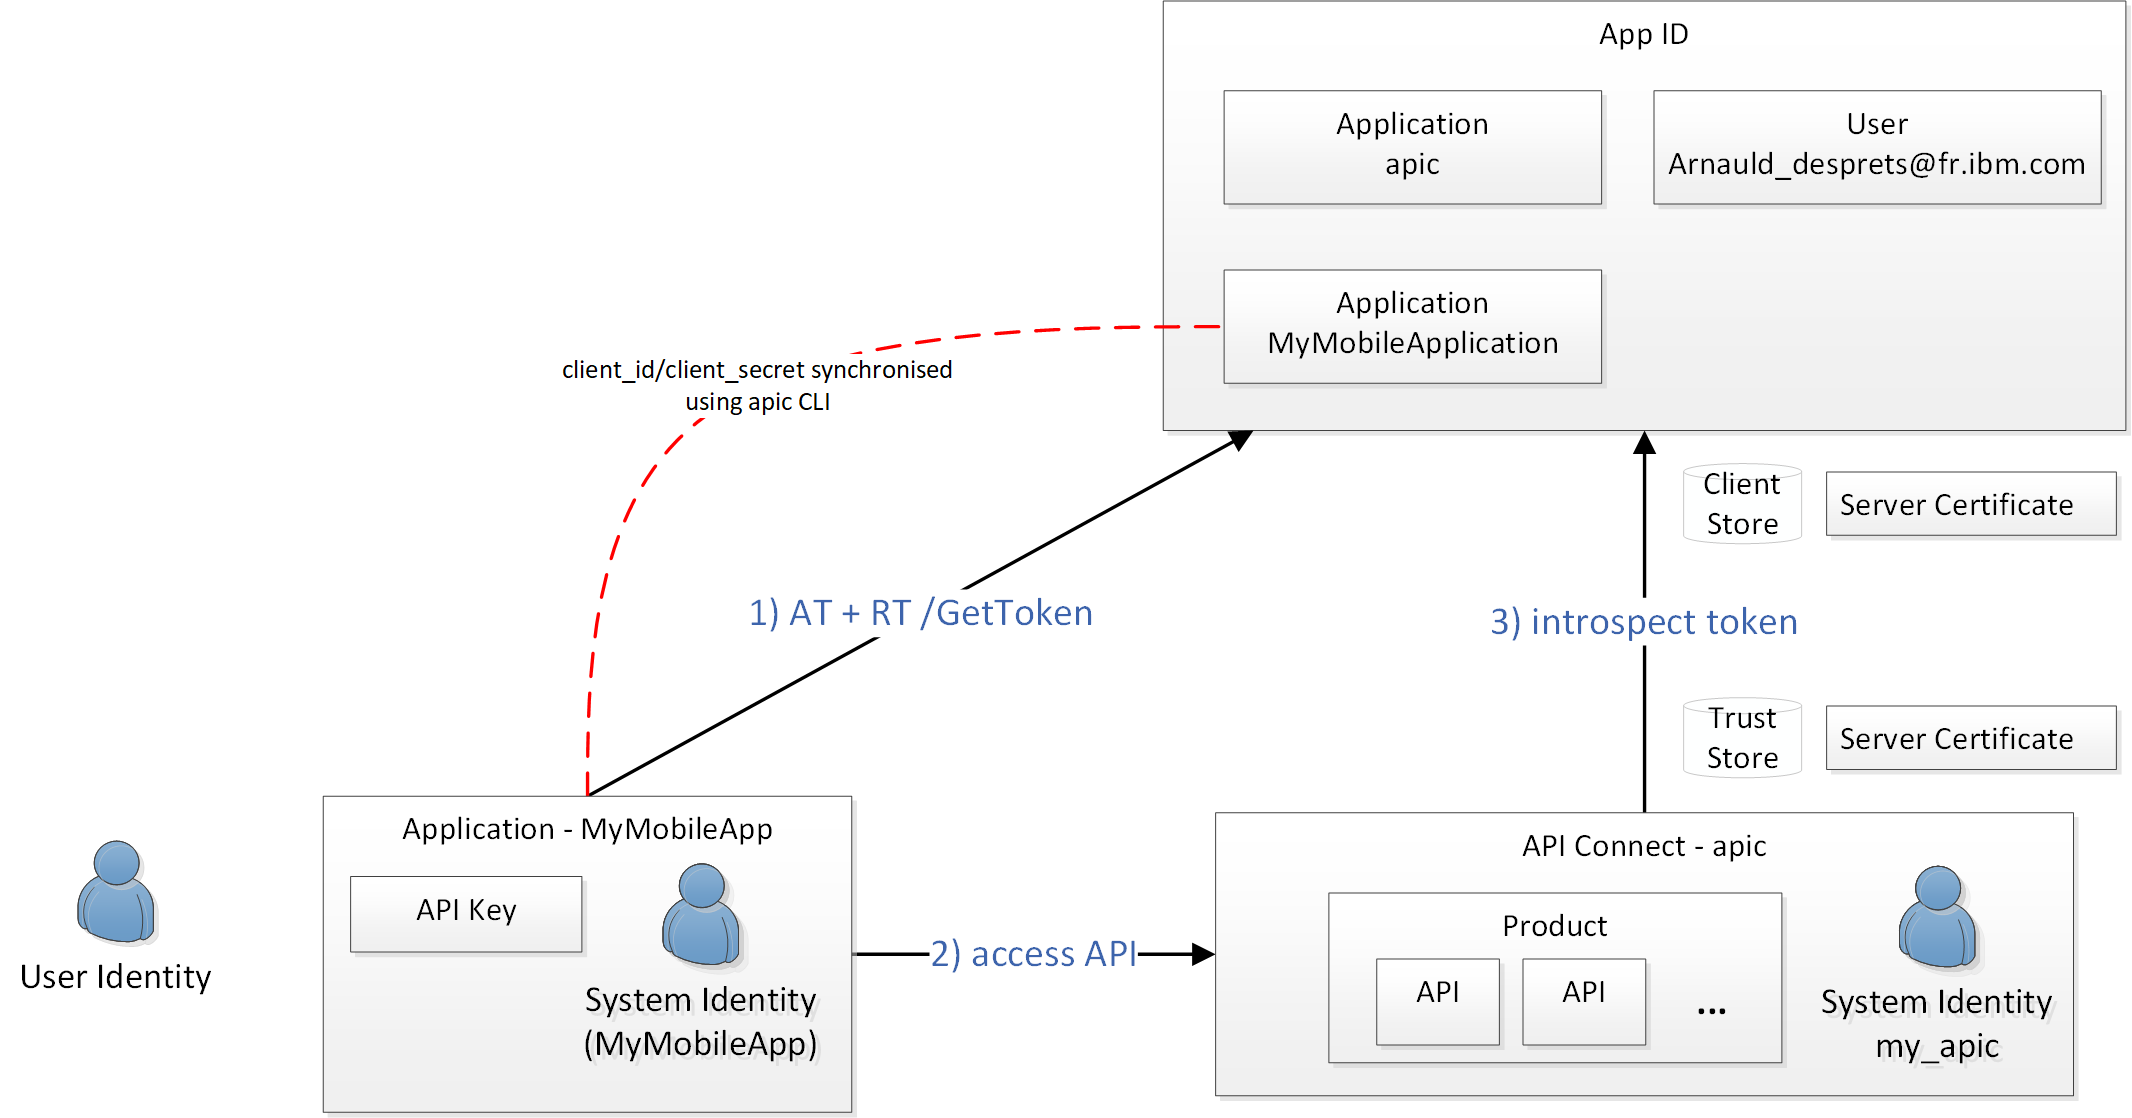 App ID
Application
apic
User
Arnauld_desprets@fr.ibm.com
Application
MyMobileApplication
client_id/client_secret synchronised
using apic CLI
Client
Store
Server Certificate
1) AT + RT /GetToken
3) introspect token
Trust
Store
Server Certificate
Application - MyMobileApp
API Key
System Identity
(MyMobileApp)
User Identity
2) access API
API Connect - apic
Product
API
API
...
System Identity
my_apic